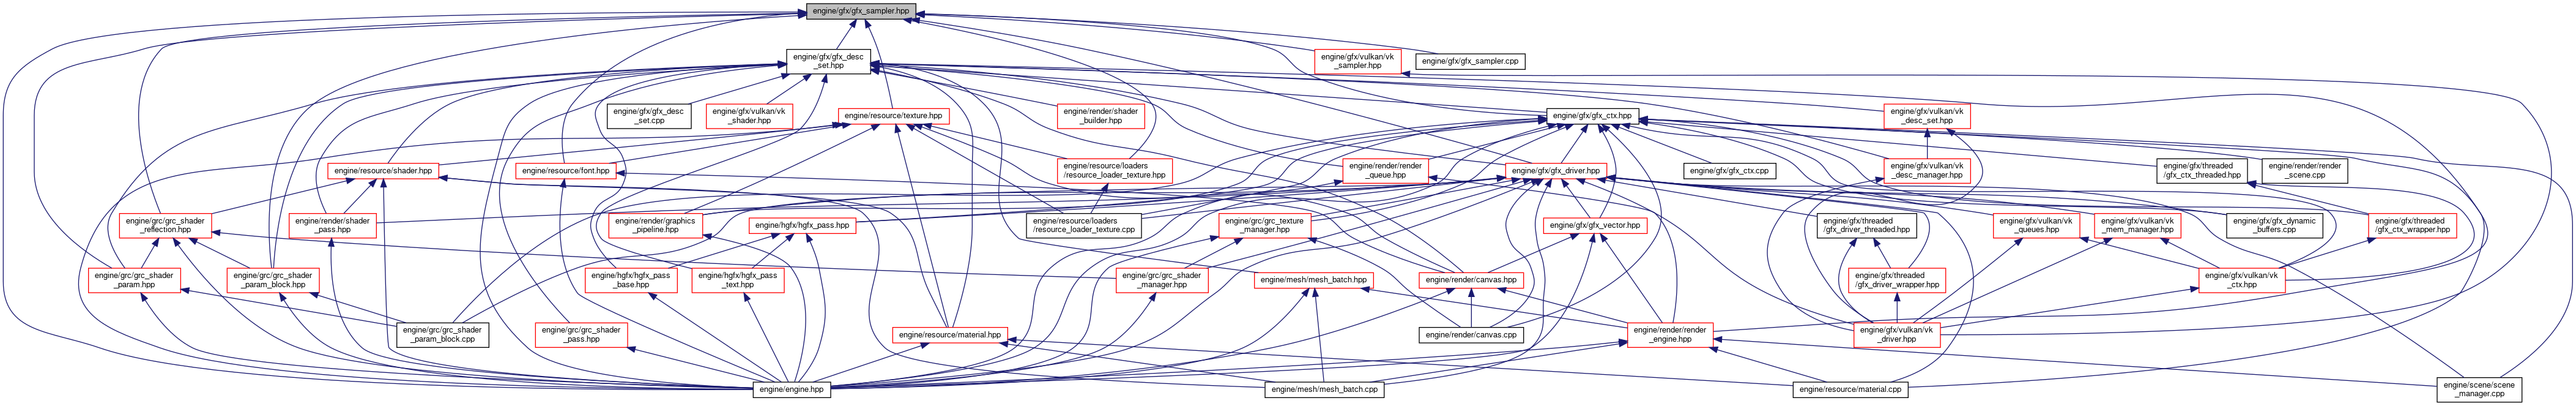 engine/gfx/gfx_sampler.hpp
engine/gfx/gfx_desc
_set.hpp
engine/gfx/vulkan/vk
_sampler.hpp
engine/gfx/gfx_sampler.cpp
engine/gfx/gfx_desc
_set.cpp
engine/gfx/vulkan/vk
_shader.hpp
engine/resource/texture.hpp
engine/render/shader
_builder.hpp
engine/gfx/gfx_ctx.hpp
engine/gfx/vulkan/vk
_desc_set.hpp
engine/resource/shader.hpp
engine/resource/font.hpp
engine/resource/loaders
/resource_loader_texture.hpp
engine/render/render
_queue.hpp
engine/gfx/gfx_driver.hpp
engine/gfx/gfx_ctx.cpp
engine/gfx/vulkan/vk
_desc_manager.hpp
engine/gfx/threaded
/gfx_ctx_threaded.hpp
engine/render/render
_scene.cpp
engine/grc/grc_shader
_reflection.hpp
engine/render/shader
_pass.hpp
engine/render/graphics
_pipeline.hpp
engine/hgfx/hgfx_pass.hpp
engine/resource/loaders
/resource_loader_texture.cpp
engine/grc/grc_texture
_manager.hpp
engine/gfx/gfx_vector.hpp
engine/gfx/threaded
/gfx_driver_threaded.hpp
engine/gfx/vulkan/vk
_queues.hpp
engine/gfx/vulkan/vk
_mem_manager.hpp
engine/gfx/gfx_dynamic
_buffers.cpp
engine/gfx/threaded
/gfx_ctx_wrapper.hpp
engine/grc/grc_shader
_param.hpp
engine/grc/grc_shader
_param_block.hpp
engine/hgfx/hgfx_pass
_base.hpp
engine/hgfx/hgfx_pass
_text.hpp
engine/grc/grc_shader
_manager.hpp
engine/mesh/mesh_batch.hpp
engine/render/canvas.hpp
engine/gfx/threaded
/gfx_driver_wrapper.hpp
engine/gfx/vulkan/vk
_ctx.hpp
engine/grc/grc_shader
_param_block.cpp
engine/grc/grc_shader
_pass.hpp
engine/resource/material.hpp
engine/render/canvas.cpp
engine/render/render
_engine.hpp
engine/gfx/vulkan/vk
_driver.hpp
engine/engine.hpp
engine/mesh/mesh_batch.cpp
engine/resource/material.cpp
engine/scene/scene
_manager.cpp